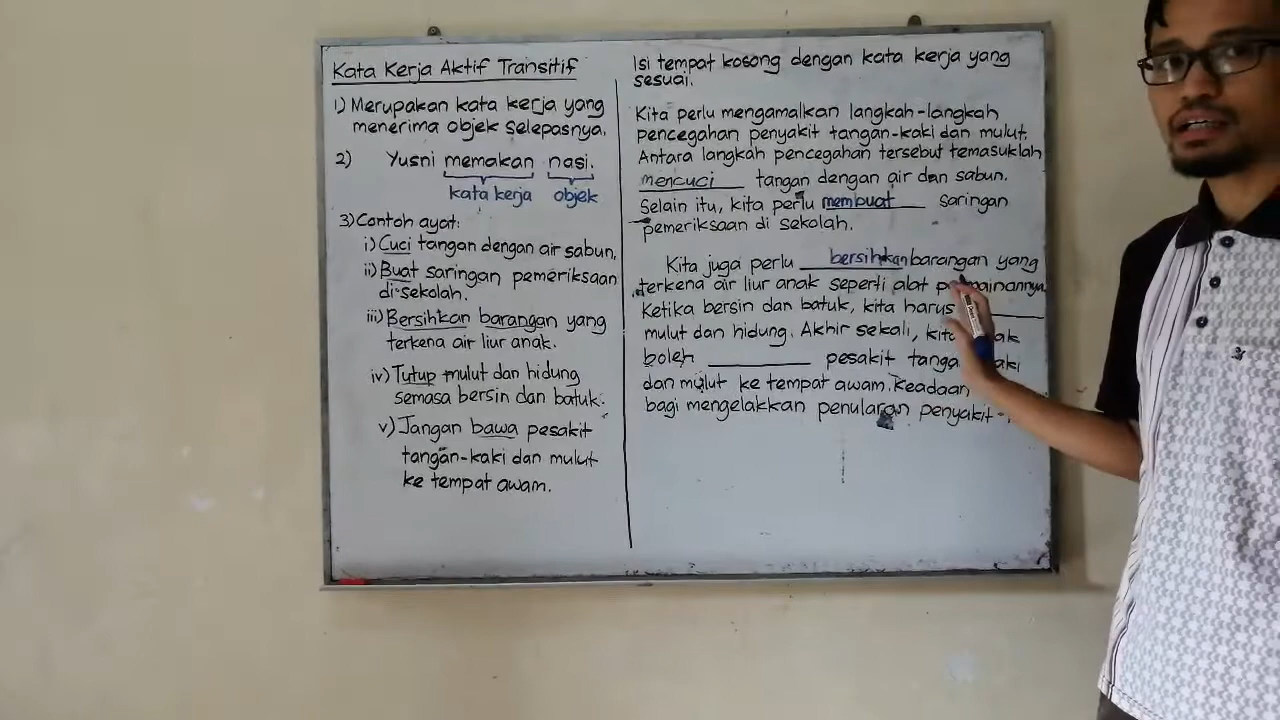 Kata Kerja Aktif Transitif
1) Merupakan kata kerja yang
menerima objek selepasnya.
2) Yusni memakan nasi.
kata kerja objek
3) Contoh ayat:
i) Cuci tangan dengan air sabun.
ii) Buat saringan pemeriksaan
di sekolah.
iii) Bersihkan barangan yang
terkena air liur anak.
iv) Tutup mulut dan hidung
semasa bersin dan batuk.
v) Jangan bawa pesakit
tangan-kaki dan mulut
ke tempat awam.
Isi tempat kosong dengan kata kerja yang
sesuai.
Kita perlu mengamalkan langkah-langkah
pencegahan penyakit tangan-kaki dan mulut.
Antara langkah pencegahan tersebut temasuklah
mencuci tangan dengan air dan sabun.
Selain itu, kita perlu membuat saringan
pemeriksaan di sekolah.
Kita juga perlu bersihkan barangan yang
terkena air liur anak seperti alat
Ketika bersin dan batuk, kita harus
mulut dan hidung. Akhir sekali,
boleh ________ pesakit
dan mulut ke tempat awam. Keadaan
bagi mengelakkan penularan penyakit